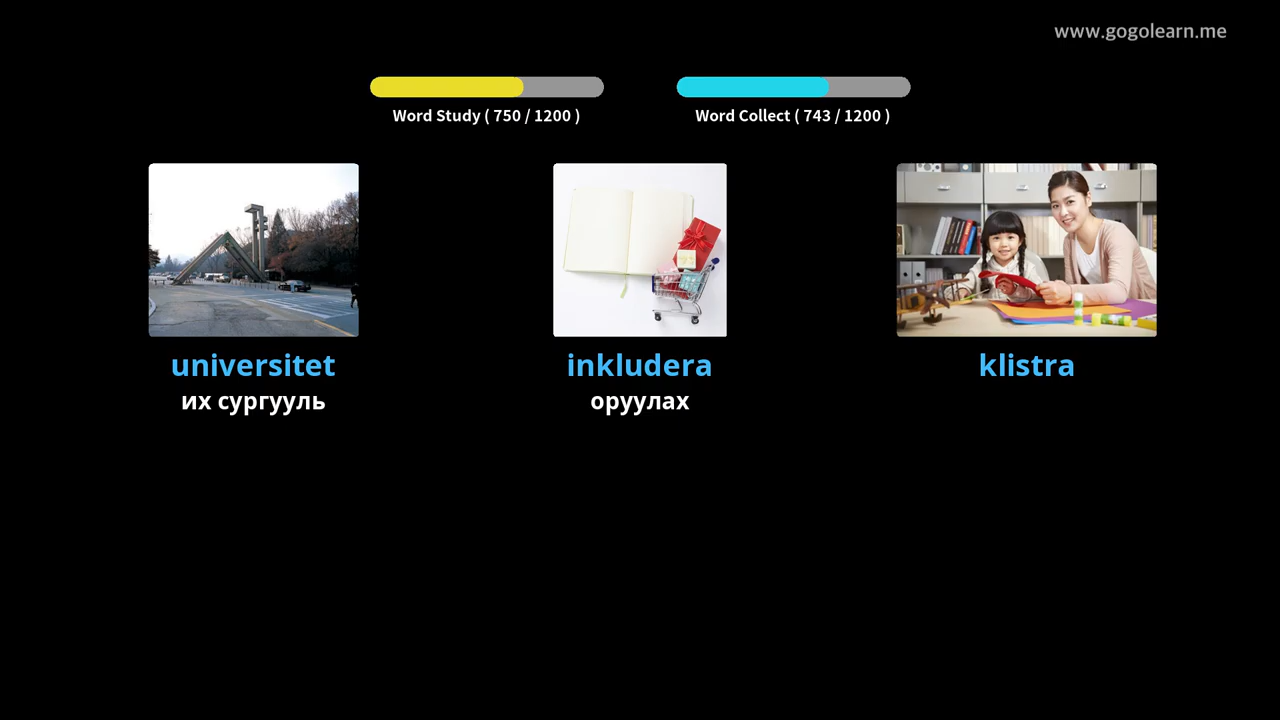 www.gogolearn.me
Word Study ( 750 / 1200 )
Word Collect ( 743 / 1200 )
universitet
inkludera
klistra
их сургууль
оруулах